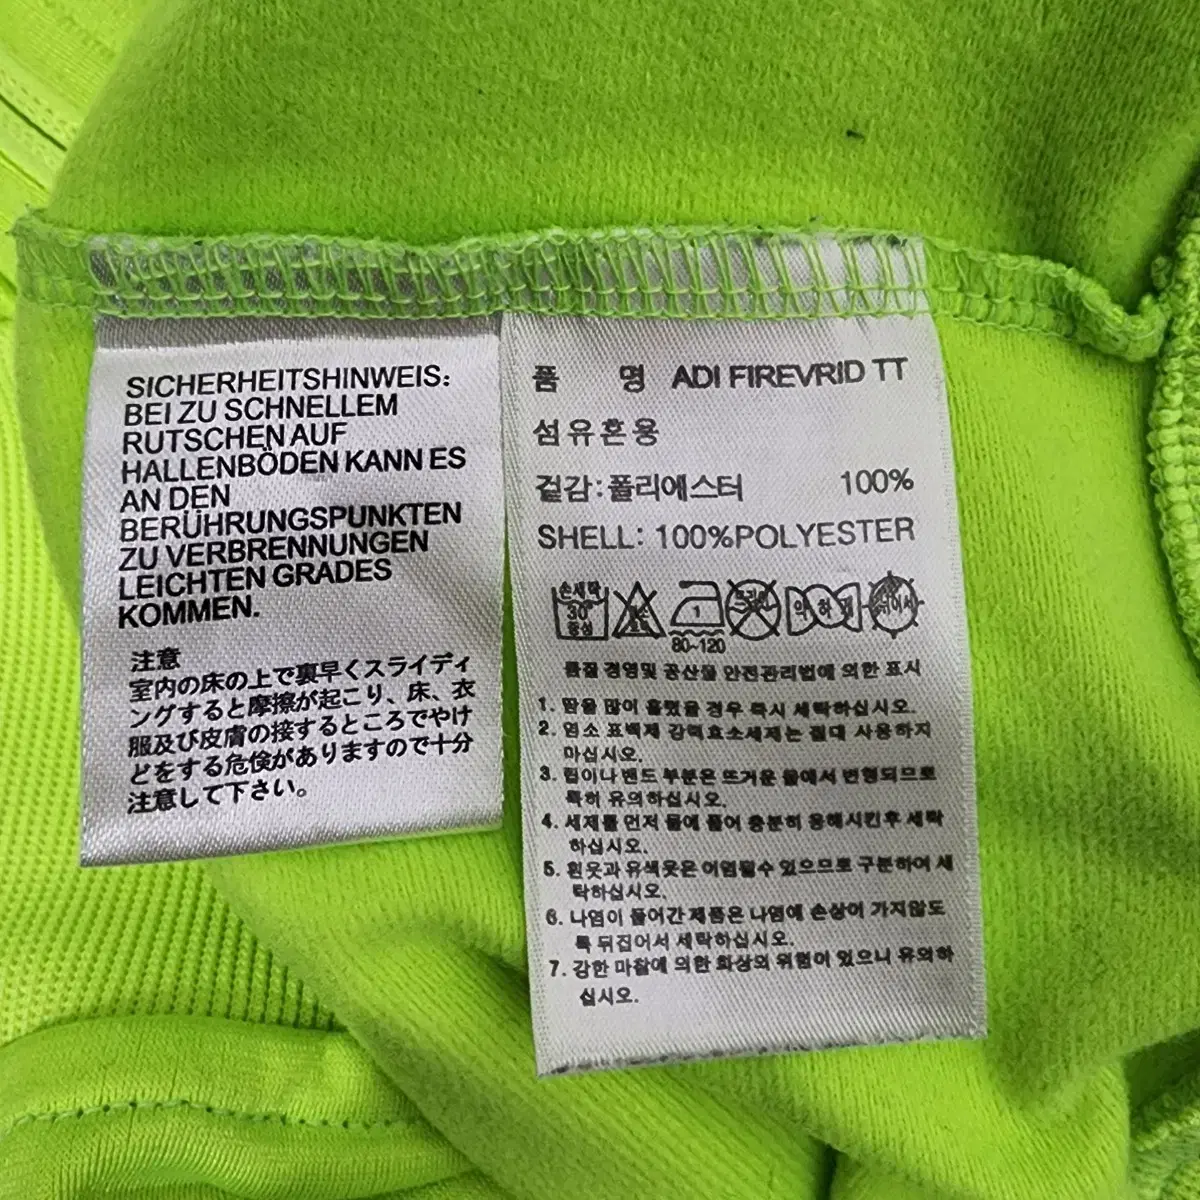 SICHERHEITSHINWEIS:
BEI ZU SCHNELLEM
RUTSCHEN AUF
HALLENBÖDEN KANN ES
AN DEN
BERÜHRUNGSPUNKTEN
ZU VERBRENNUNGEN
LEICHTEN GRADES
KOMMEN.
注意
室内の床の上で裏早くスライディ
ングすると摩擦が起こり、床、衣
服及び皮膚の接するところでやけ
どをする危険がありますので十分
注意して下さい。
품 명 ADI FIREVRID TT
섬유혼용
겉감:폴리에스터 100%
SHELL: 100%POLYESTER
손세탁
30°
중성
1
80~120
품질 경영및 공산품 안전관리법에 의한 표시
1. 땀을 많이 흘렸을 경우 즉시 세탁하십시오.
2. 염소 표백제 강력효소세제는 절대 사용하지
마십시오.
3. 립이나 밴드 부분은 뜨거운 물에서 변형되므로
특히 유의하십시오.
4. 세제를 먼저 물에 풀어 충분히 용해시킨후 세탁
하십시오.
5. 흰옷과 유색옷은 이염될수 있으므로 구분하여 세
탁하십시오.
6. 나염이 들어간 제품은 나염에 손상이 가지않도
록 뒤집어서 세탁하십시오.
7. 강한 마찰에 의한 화상의 위험이 있으니 유의하
십시오.